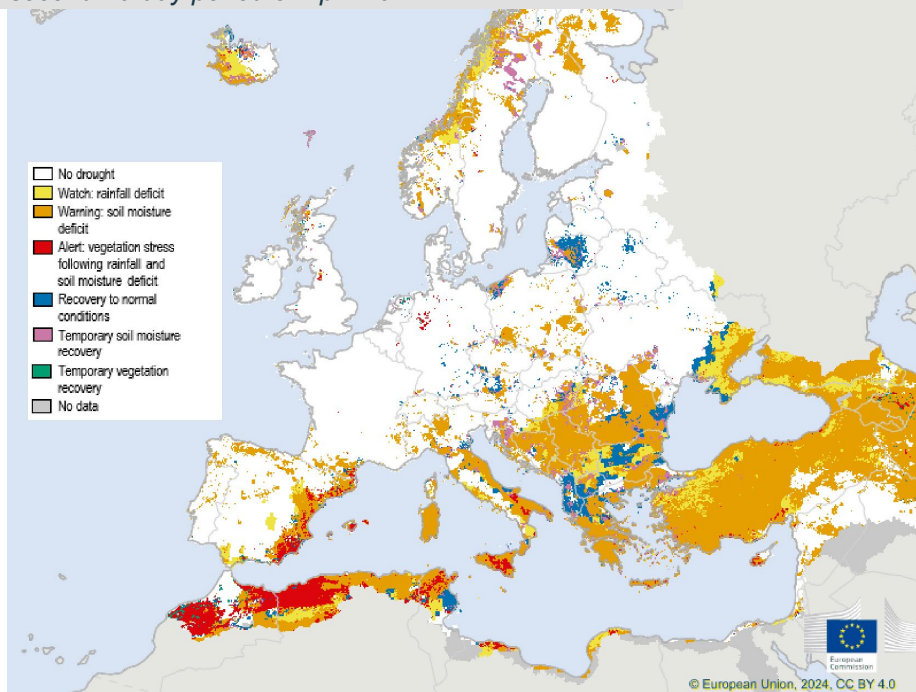 No drought
Watch: rainfall deficit
Warning: soil moisture
deficit
Alert: vegetation stress
following rainfall and
soil moisture deficit
Recovery to normal
conditions
Temporary soil moisture
recovery
Temporary vegetation
recovery
No data
European
Commission
© European Union, 2024, CC BY 4.0